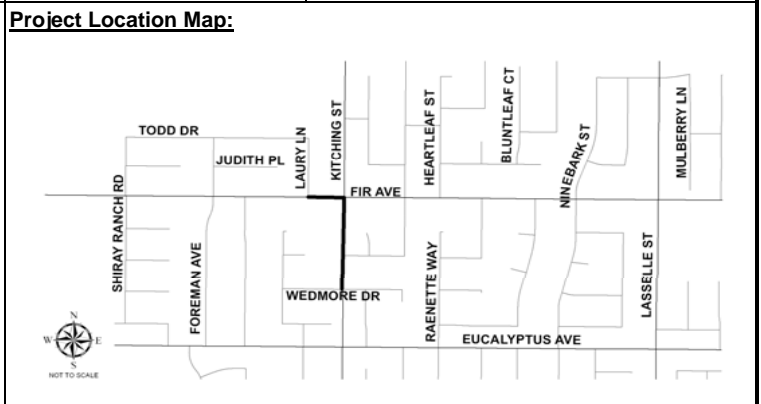 Project Location Map:
TODD DR
JUDITH PL
LAURY LN
KITCHING ST
HEARTLEAF ST
BLUNTLEAF CT
NINEBARK ST
MULBERRY LN
FIR AVE
SHIRAY RANCH RD
FOREMAN AVE
WEDMORE DR
RAENETTE WAY
LASSELLE ST
EUCALYPTUS AVE
N
W E
S
NOT TO SCALE